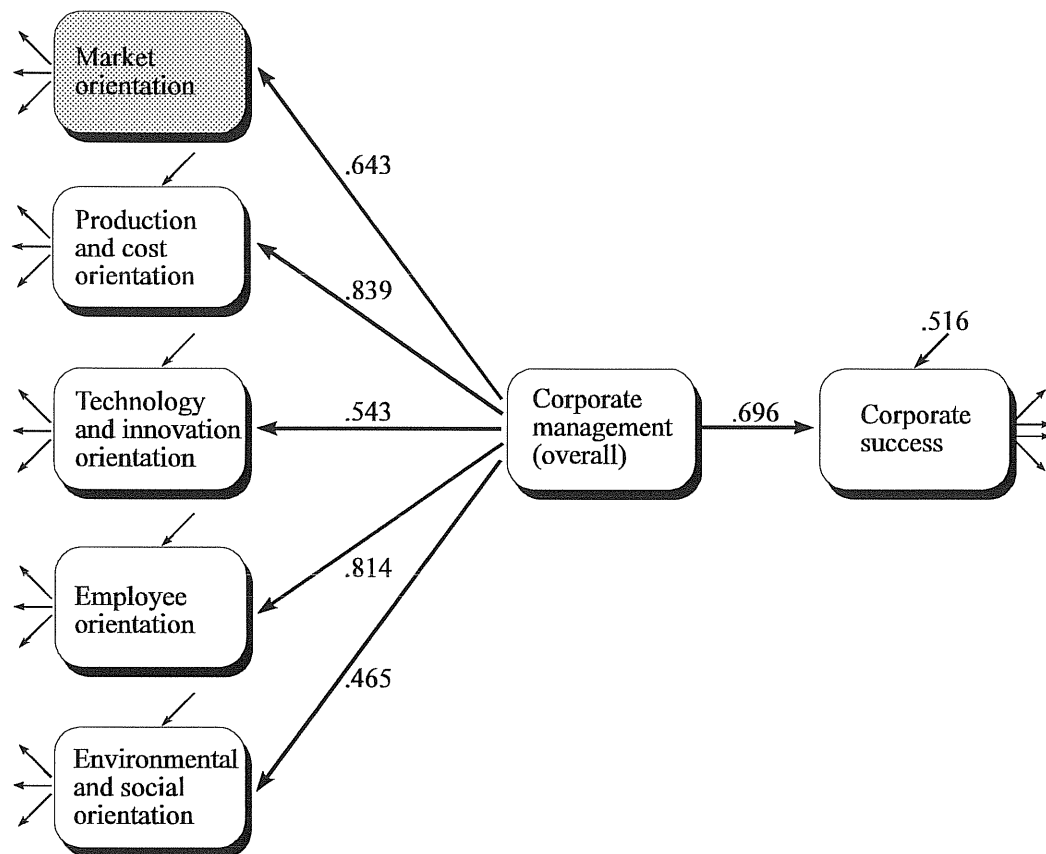 Market
orientation
.643
Production
and cost
orientation
.839
.516
Technology
and innovation
orientation
.543
Corporate
management
(overall)
.696
Corporate
success
.814
Employee
orientation
.465
Environmental
and social
orientation